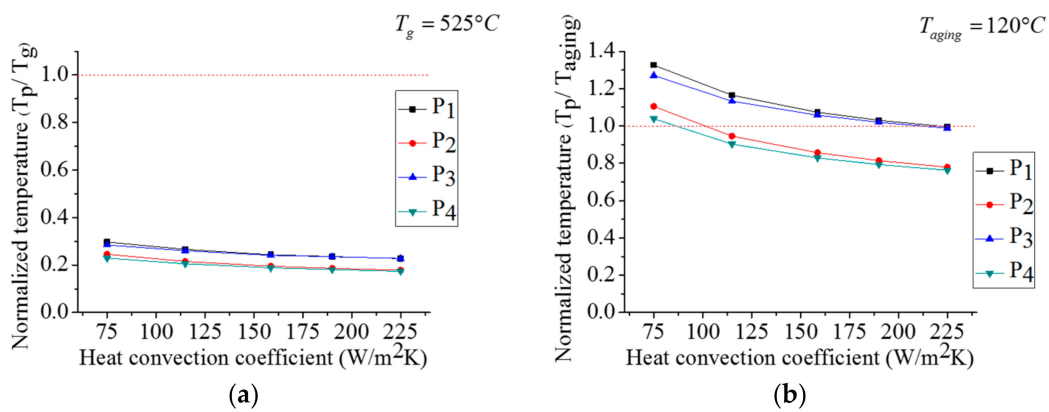 T_g = 525°C
Normalized temperature (Tp/ Tg)
1.0
0.8
0.6
0.4
0.2
0.0
P1
P2
P3
P4
75 100 125 150 175 200 225
Heat convection coefficient (W/m²K)
(a)
T_aging = 120°C
Normalized temperature (Tp/ Taging)
1.4
1.2
1.0
0.8
0.6
0.4
0.2
0.0
P1
P2
P3
P4
75 100 125 150 175 200 225
Heat convection coefficient (W/m²K)
(b)